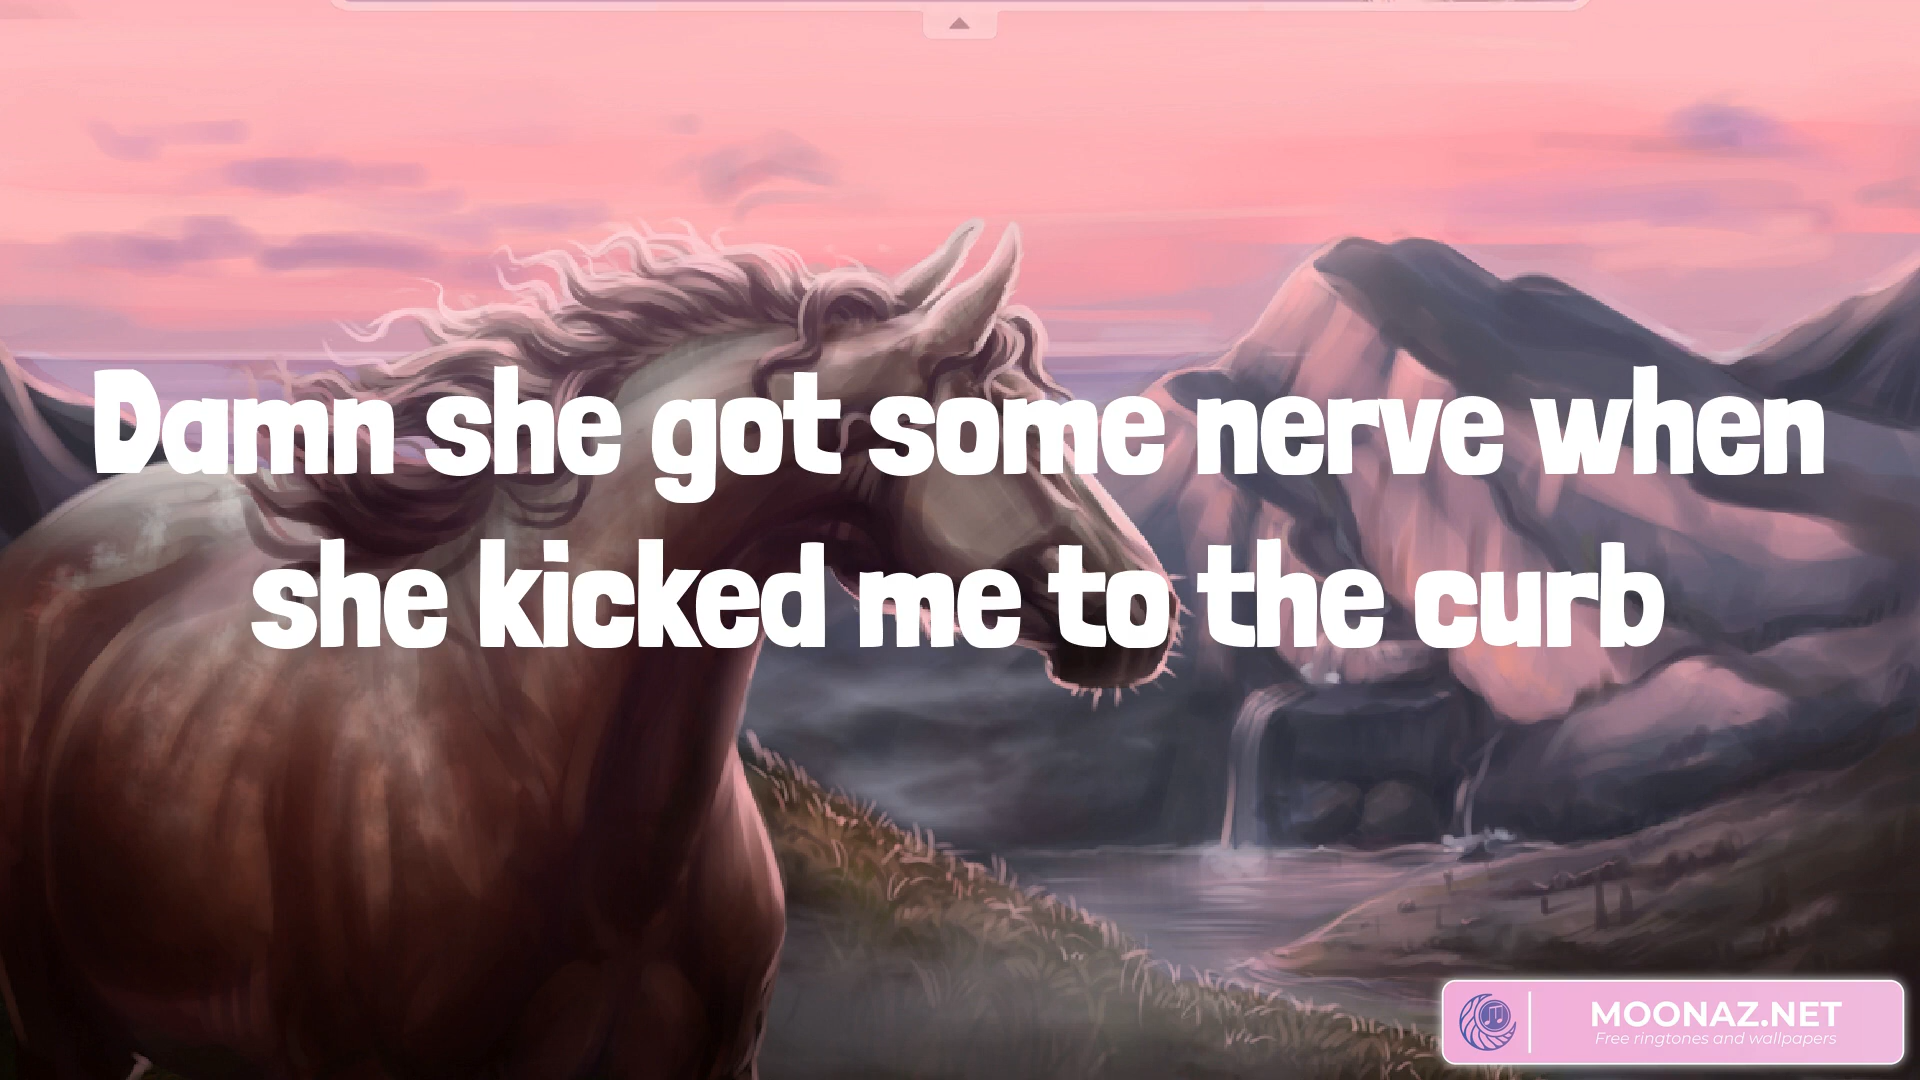 Damn she got some nerve when
she kicked me to the curb
MOONAZ.NET
Free ringtones and wallpapers